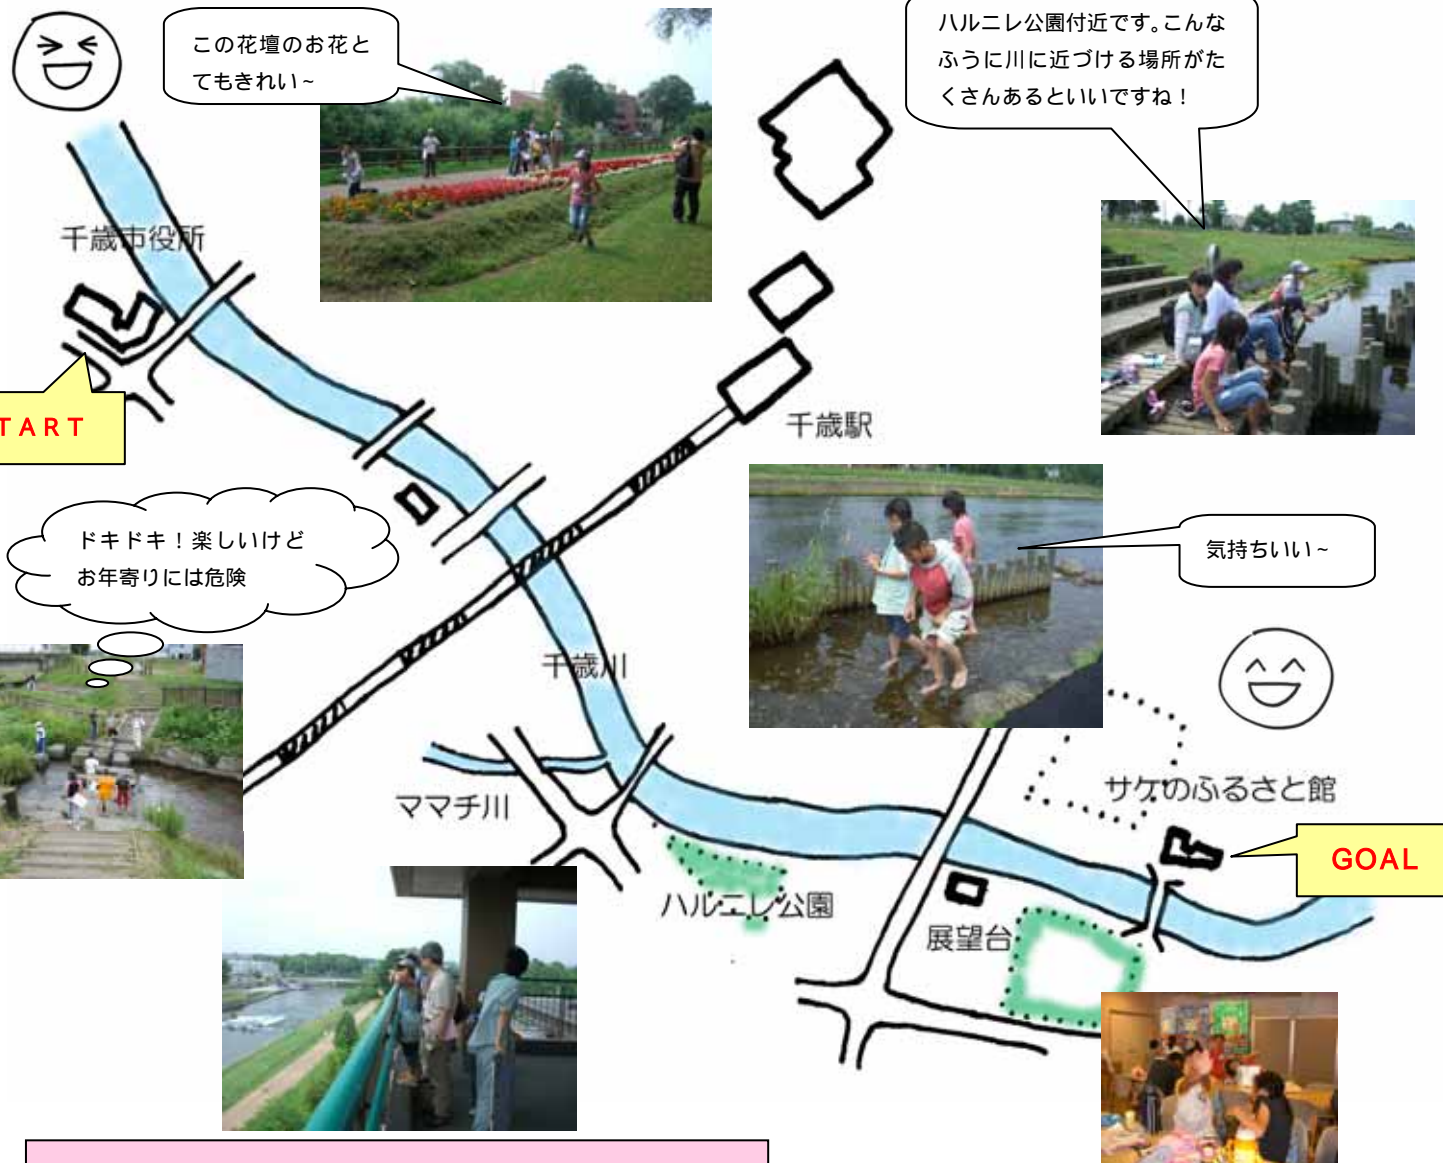 この花壇のお花と
てもきれい~
ハルニレ公園付近です。こんな
ふうに川に近づける場所がた
くさんあるといいですね！
千歳市役所
TART
千歳駅
ドキドキ！楽しいけど
お年寄りには危険
気持ちいい~
千歳川
ママチ川
サケのふるさと館
GOAL
ハルニレ公園
展望台